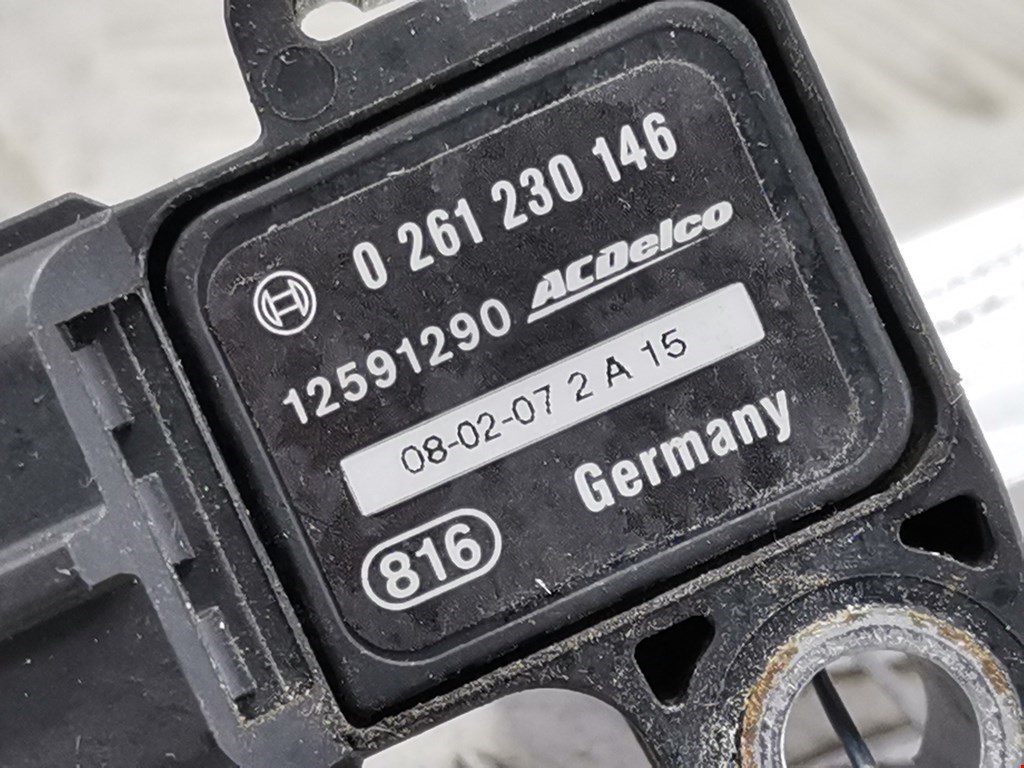 0 261 230 146
12591290 ACDelco
08-02-07 2 A 15
Germany
816